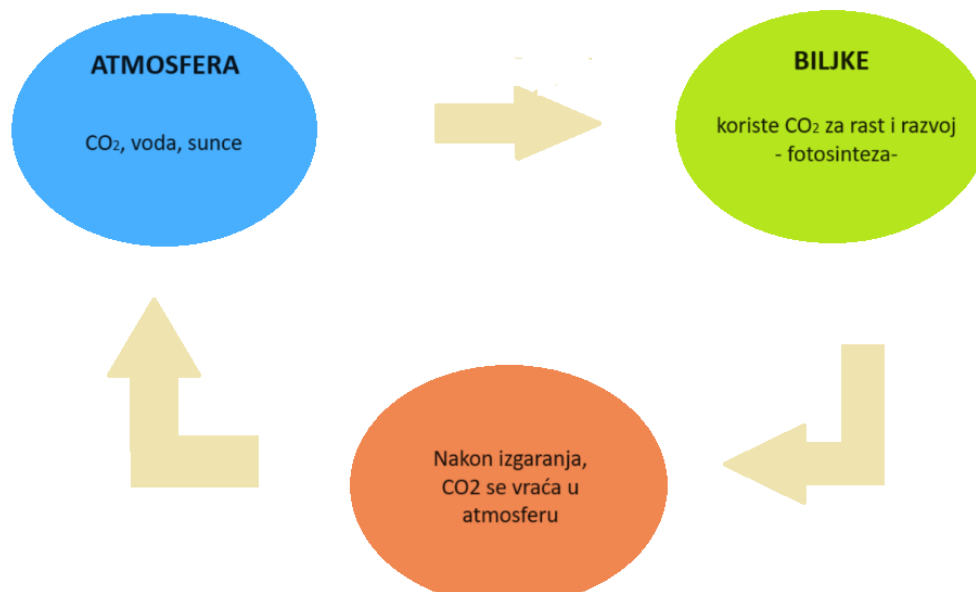 ATMOSFERA
CO₂, voda, sunce
BILJKE
koriste CO₂ za rast i razvoj
- fotosinteza-
Nakon izgaranja,
CO2 se vraća u
atmosferu